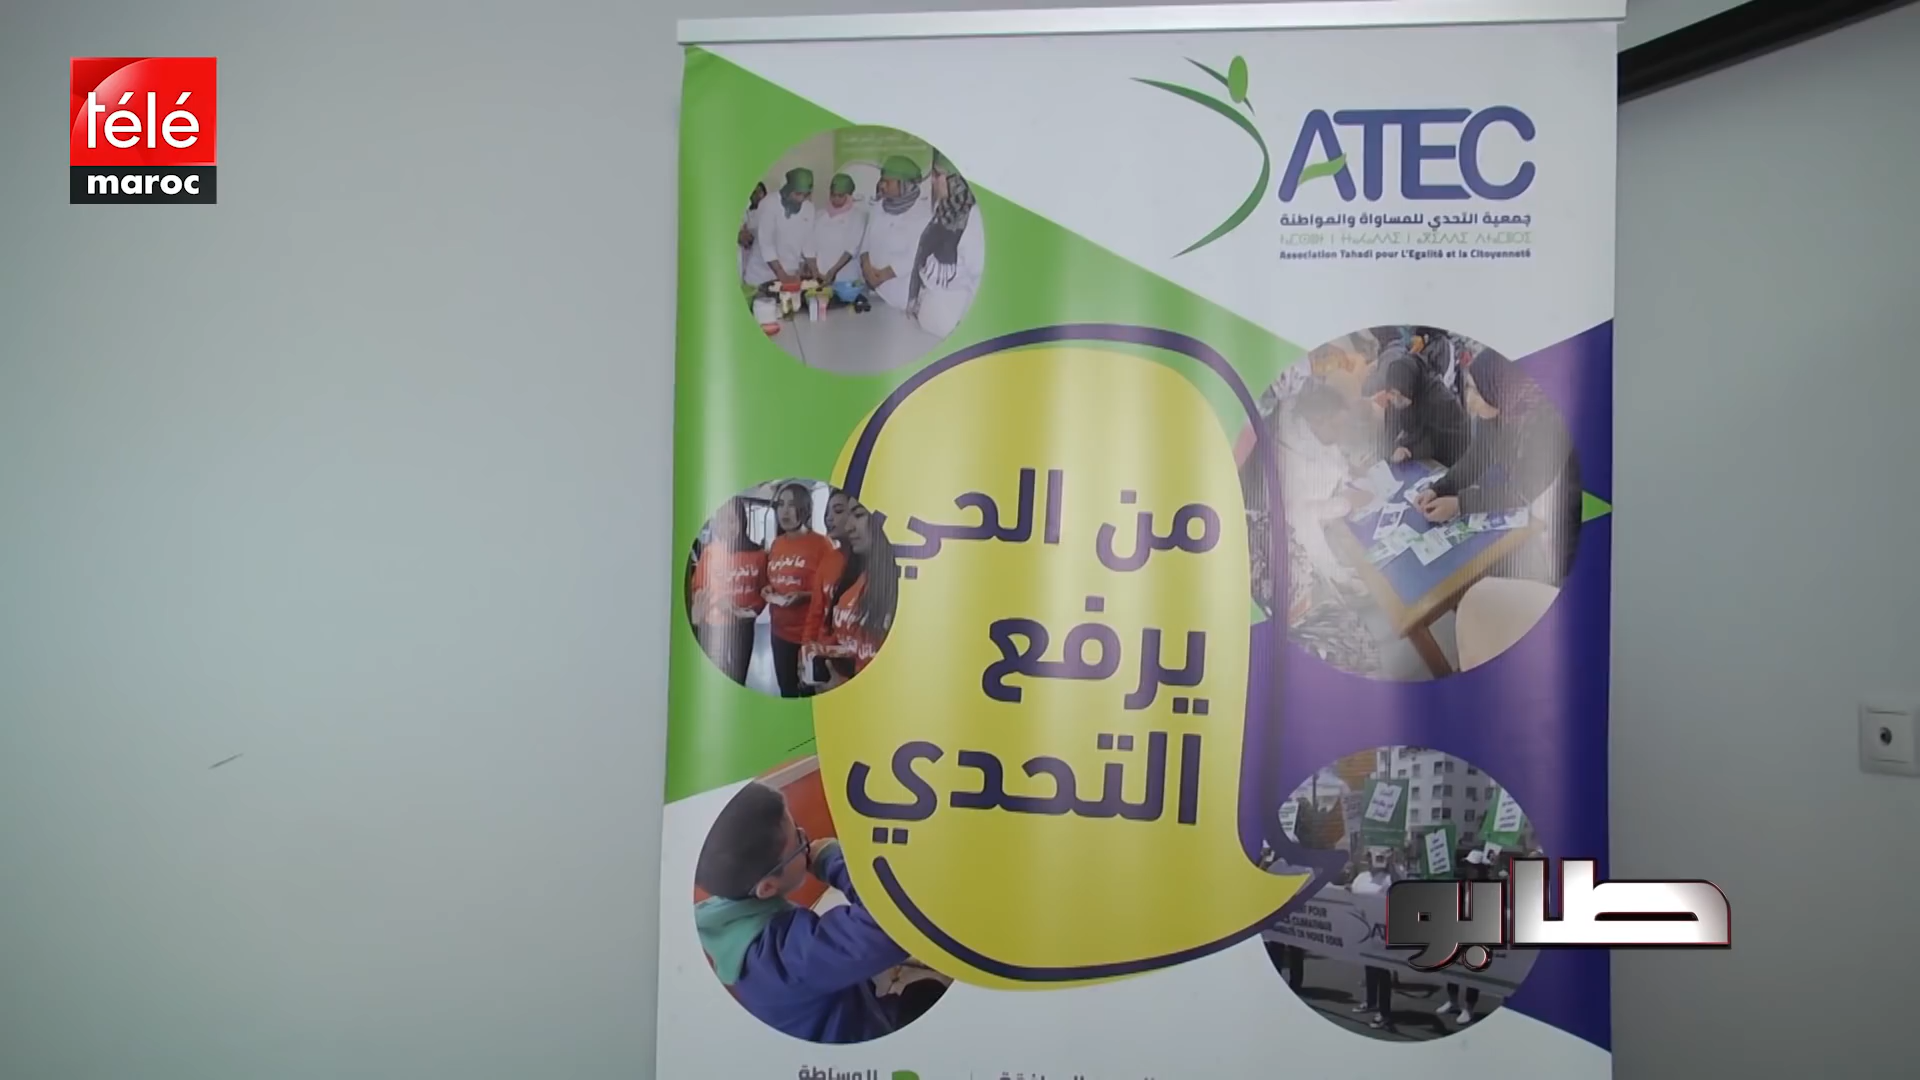 télé
maroc
ATEC
جمعية التحدي للمساواة والمواطنة
Association Tahadi pour L'Egalité et la Citoyenneté
من الحي
يرفع
التحدي
طابو
للوساطة